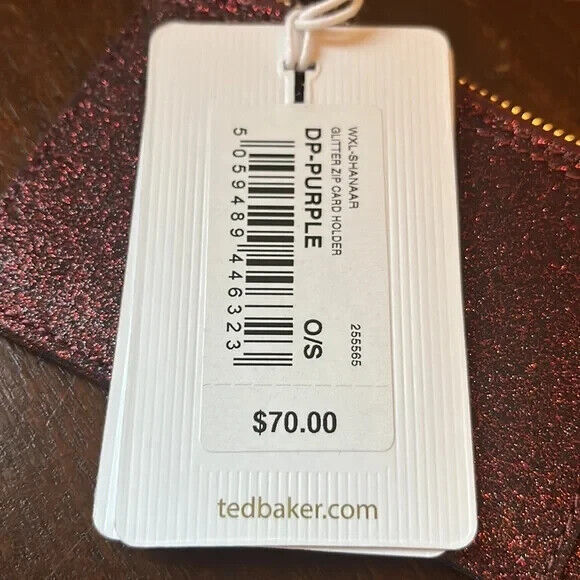 WXL-SHANAAR
GLITTER ZIP CARD HOLDER
255565
DP-PURPLE
O/S
5 059489 446323
$70.00
tedbaker.com